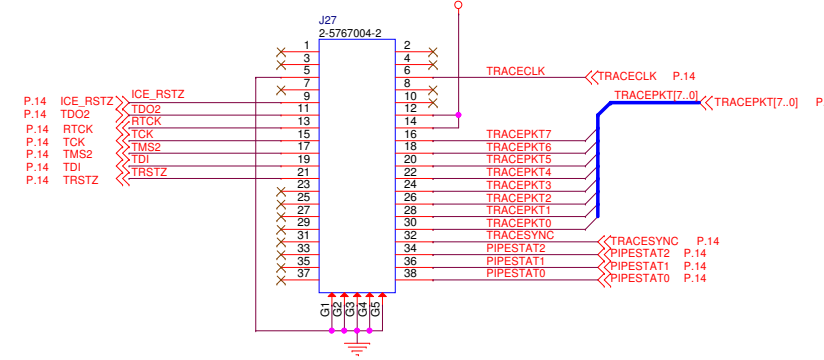 J27
2-5767004-2
1 2
3 4
5 6 TRACECLK TRACECLK P.14
7 8
P.14 ICE_RSTZ ICE_RSTZ 9 10 TRACEPKT[7..0] TRACEPKT[7..0] P
P.14 TDO2 TDO2 11 12
P.14 RTCK RTCK 13 14
P.14 TCK TCK 15 16 TRACEPKT7
P.14 TMS2 TMS2 17 18 TRACEPKT6
P.14 TDI TDI 19 20 TRACEPKT5
P.14 TRSTZ TRSTZ 21 22 TRACEPKT4
23 24 TRACEPKT3
25 26 TRACEPKT2
27 28 TRACEPKT1
29 30 TRACEPKT0
31 32 TRACESYNC TRACESYNC P.14
33 34 PIPESTAT2 PIPESTAT2 P.14
35 36 PIPESTAT1 PIPESTAT1 P.14
37 38 PIPESTAT0 PIPESTAT0 P.14
G1 G2 G3 G4 G5